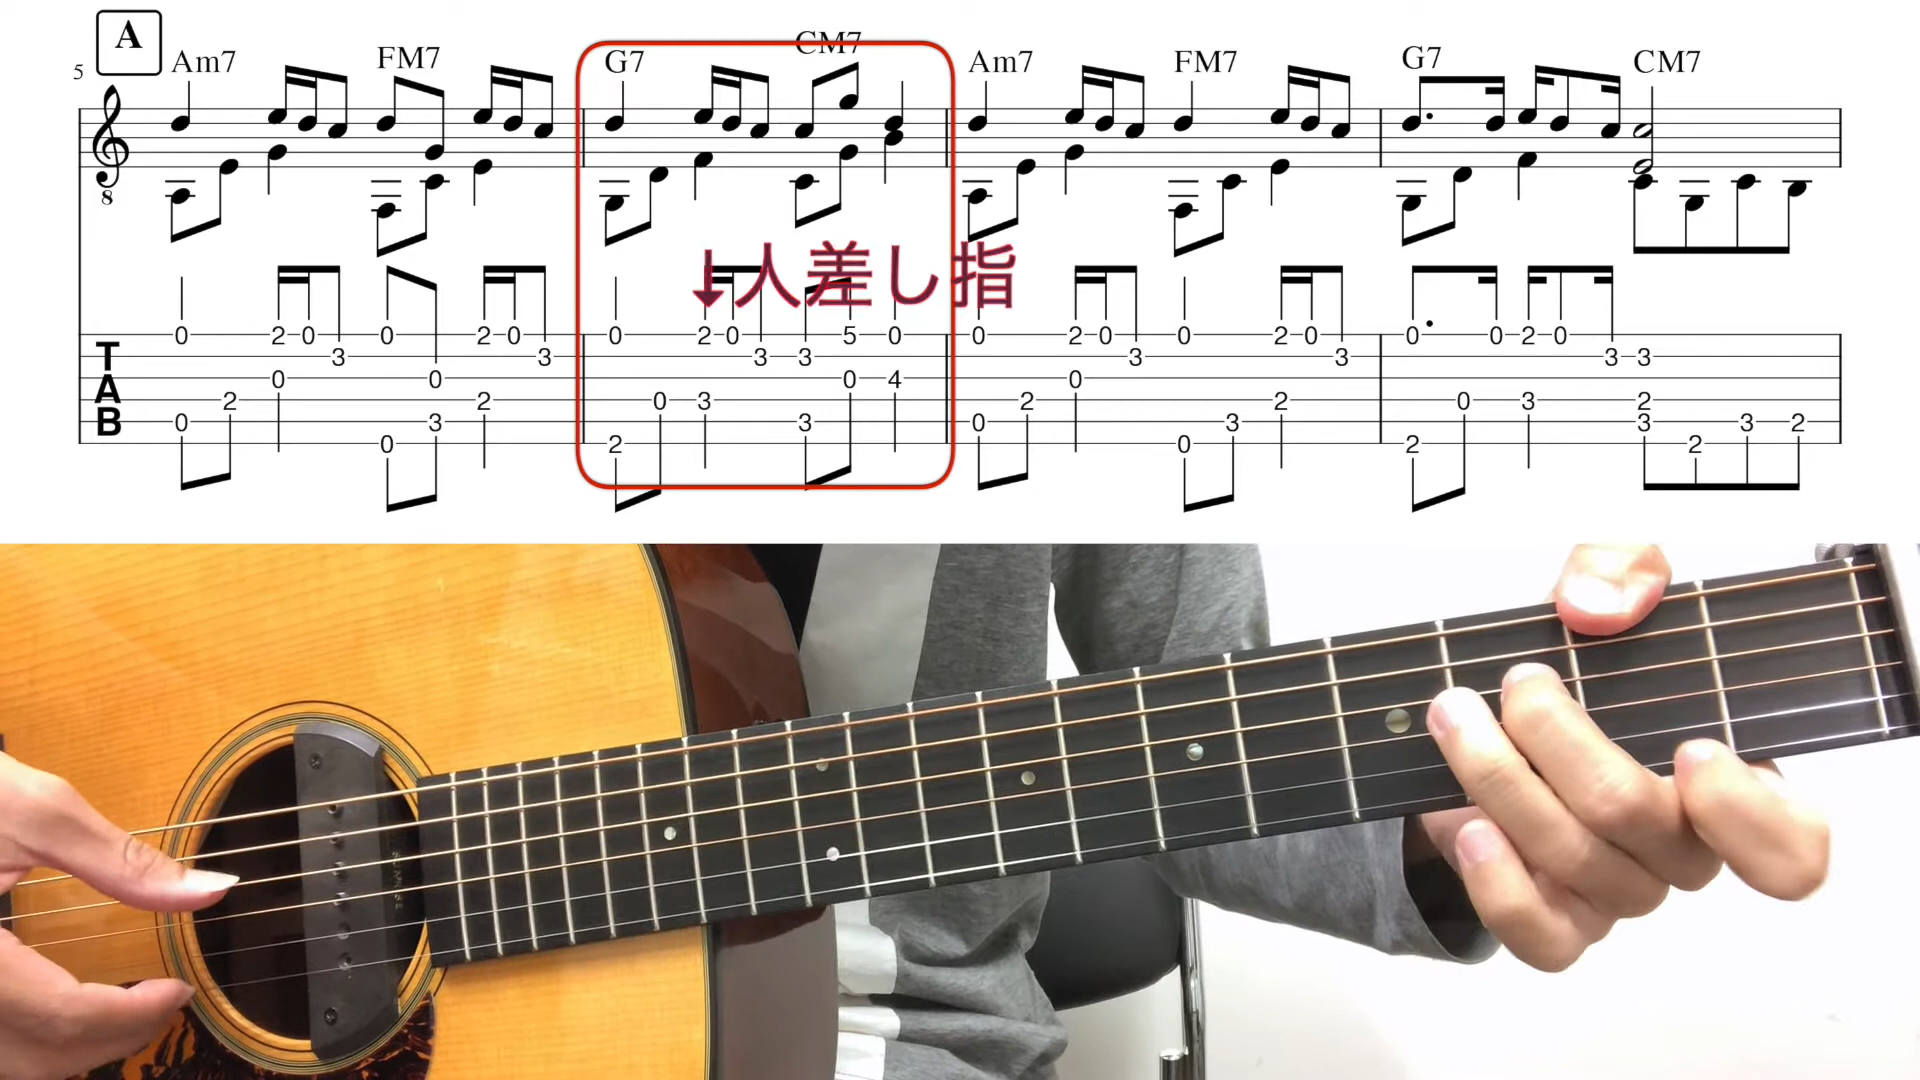 A
5 Am7 FM7 G7 CM7 Am7 FM7 G7 CM7
8
↓人差し指
0 2 0 0 2 0 0 2 0 5 0 0 2 0 0 2 0 0 0 2 0
3 3 3 3 3 3 3 3
0 0 0 4 0
T
A
B
2 2 0 3 2 2 0 3 2
0 3 3 0 3 3 3 2
0 2 0 2 2